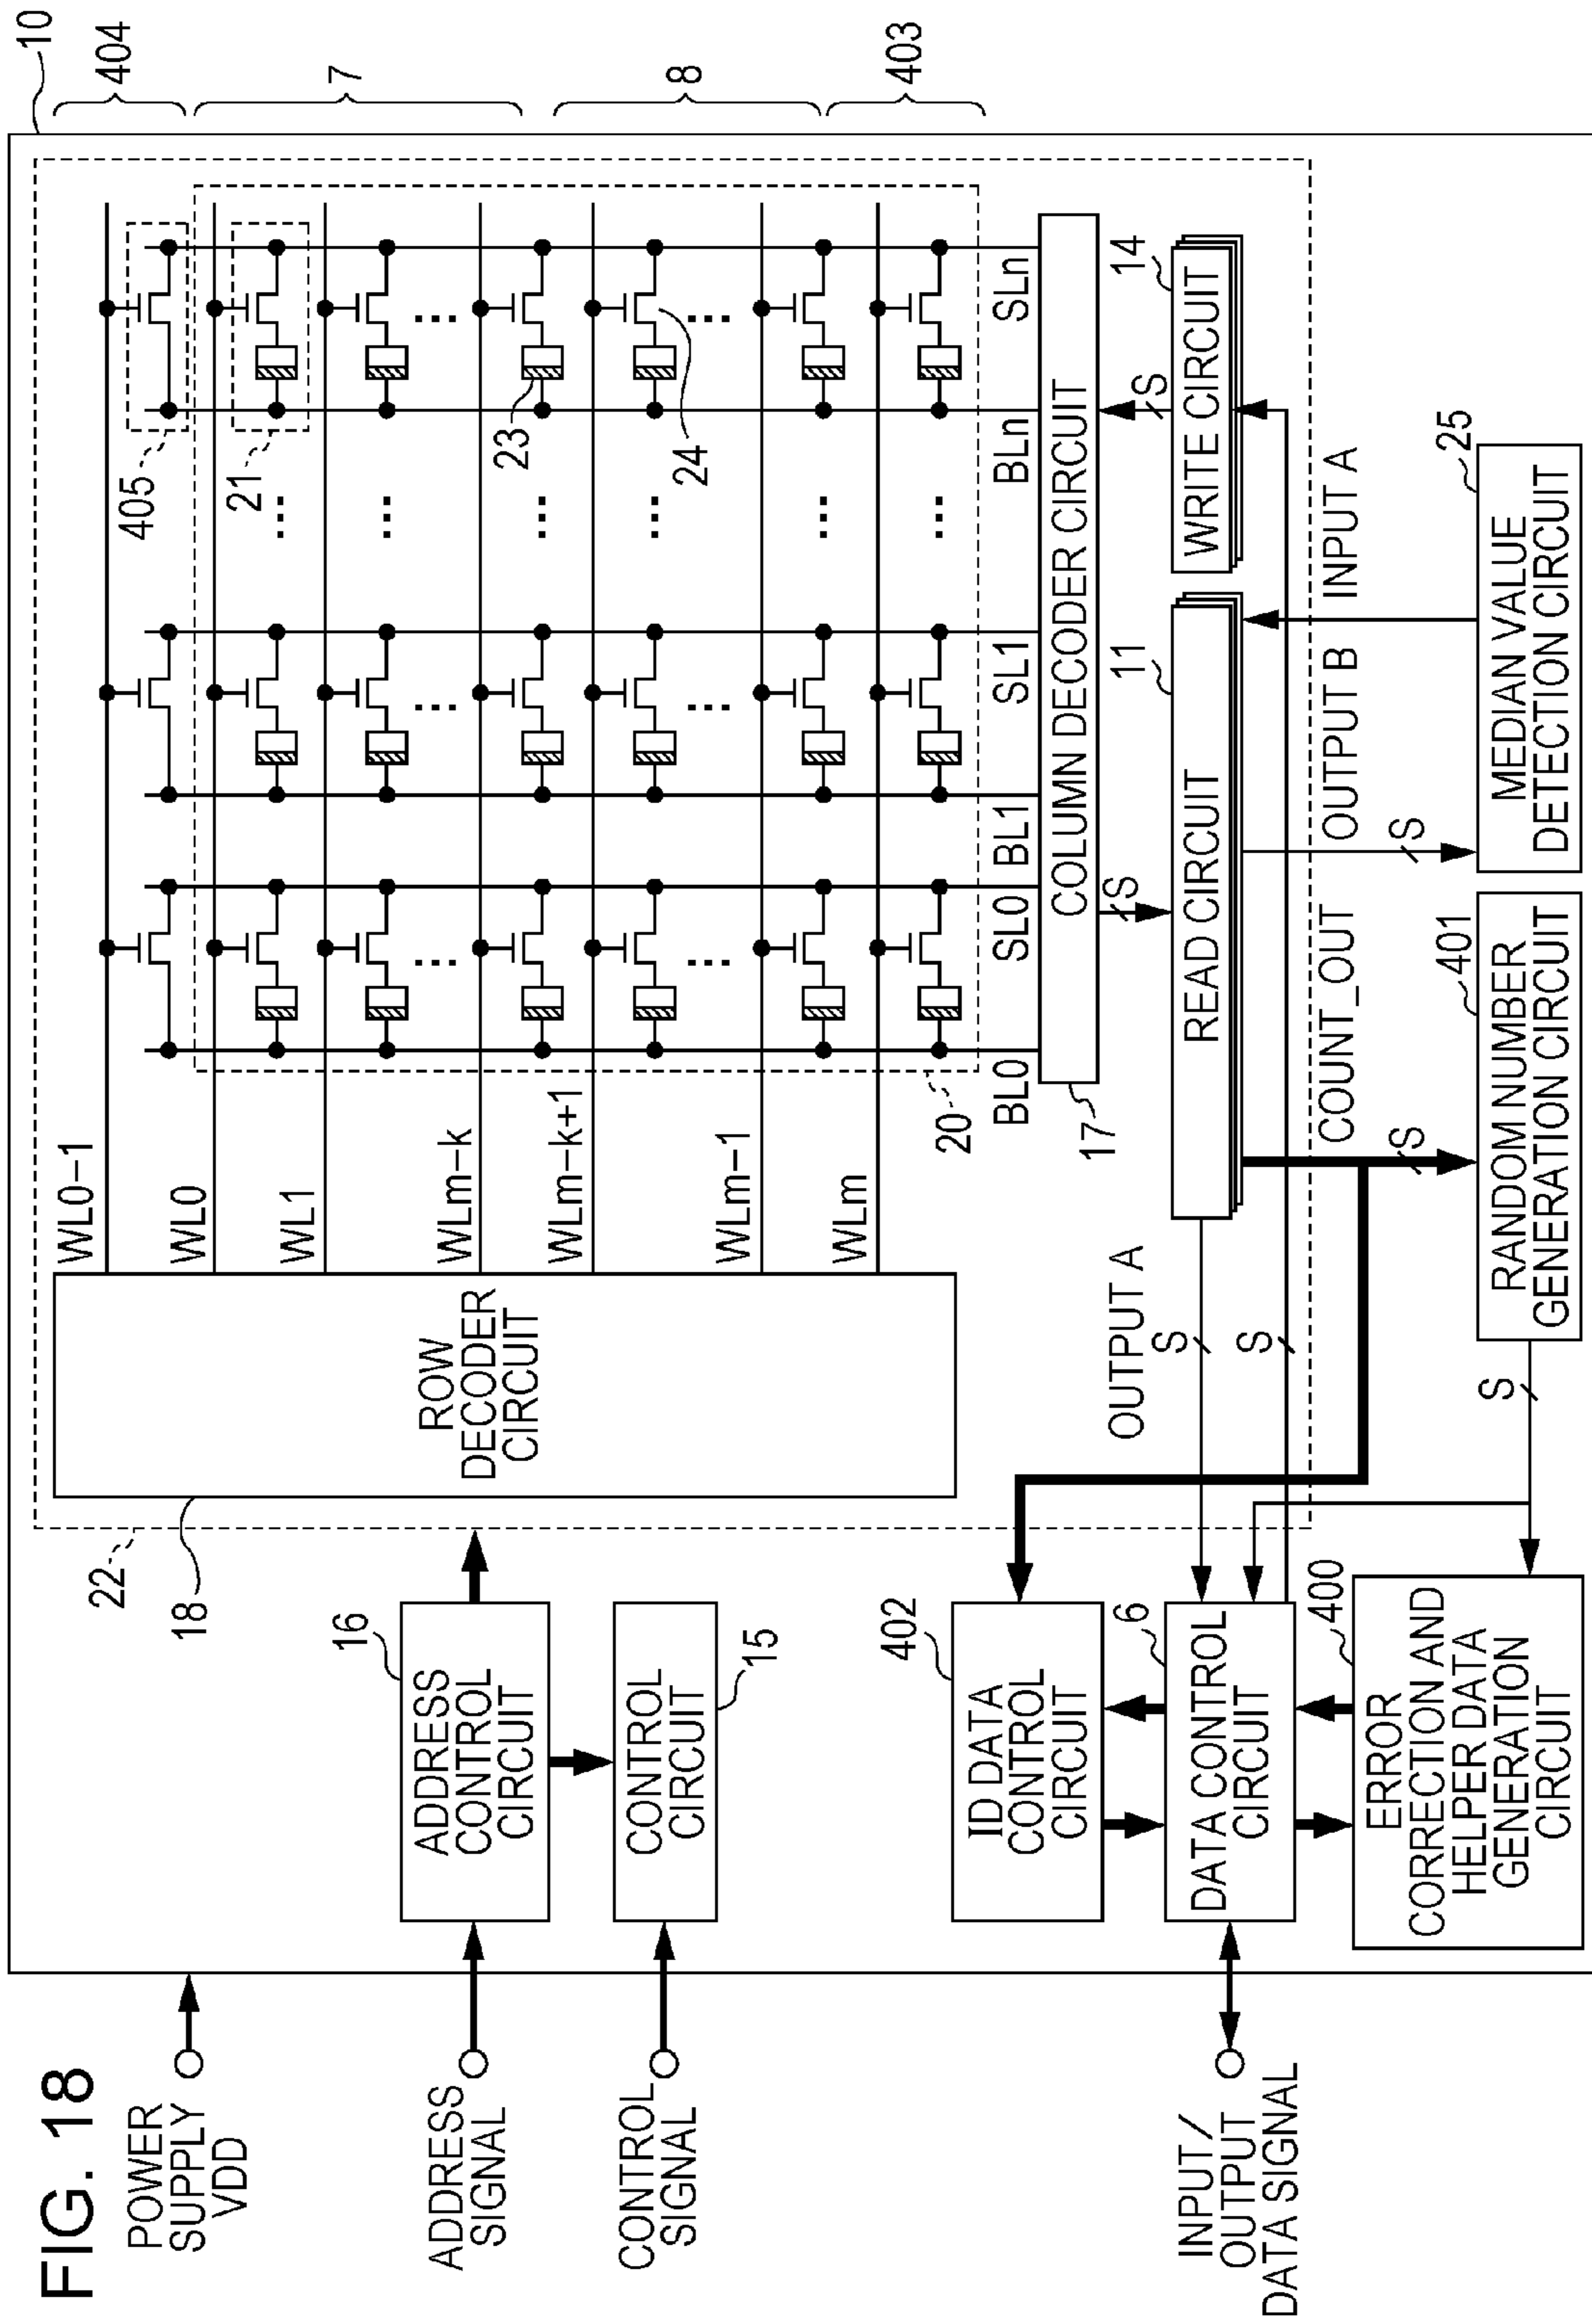 FIG. 18
10
POWER
SUPPLY
VDD
ADDRESS
SIGNAL
CONTROL
SIGNAL
INPUT/
OUTPUT
DATA SIGNAL
22
18
16
ADDRESS
CONTROL
CIRCUIT
CONTROL
CIRCUIT
15
402
ID DATA
CONTROL
CIRCUIT
6
DATA CONTROL
CIRCUIT
400
ERROR
CORRECTION AND
HELPER DATA
GENERATION
CIRCUIT
ROW
DECODER
CIRCUIT
WL0-1
WL0
WL1
WLm-k
WLm-k+1
WLm-1
WLm
404
7
8
403
405
21
23
24
20
...
...
...
...
...
...
...
...
...
...
...
...
BL0
SL0
BL1
SL1
BLn
SLn
17
COLUMN DECODER CIRCUIT
S
S
11
READ CIRCUIT
14
WRITE CIRCUIT
OUTPUT A
S
S
COUNT_OUT
OUTPUT B
INPUT A
S
S
401
RANDOM NUMBER
GENERATION CIRCUIT
25
MEDIAN VALUE
DETECTION CIRCUIT
S